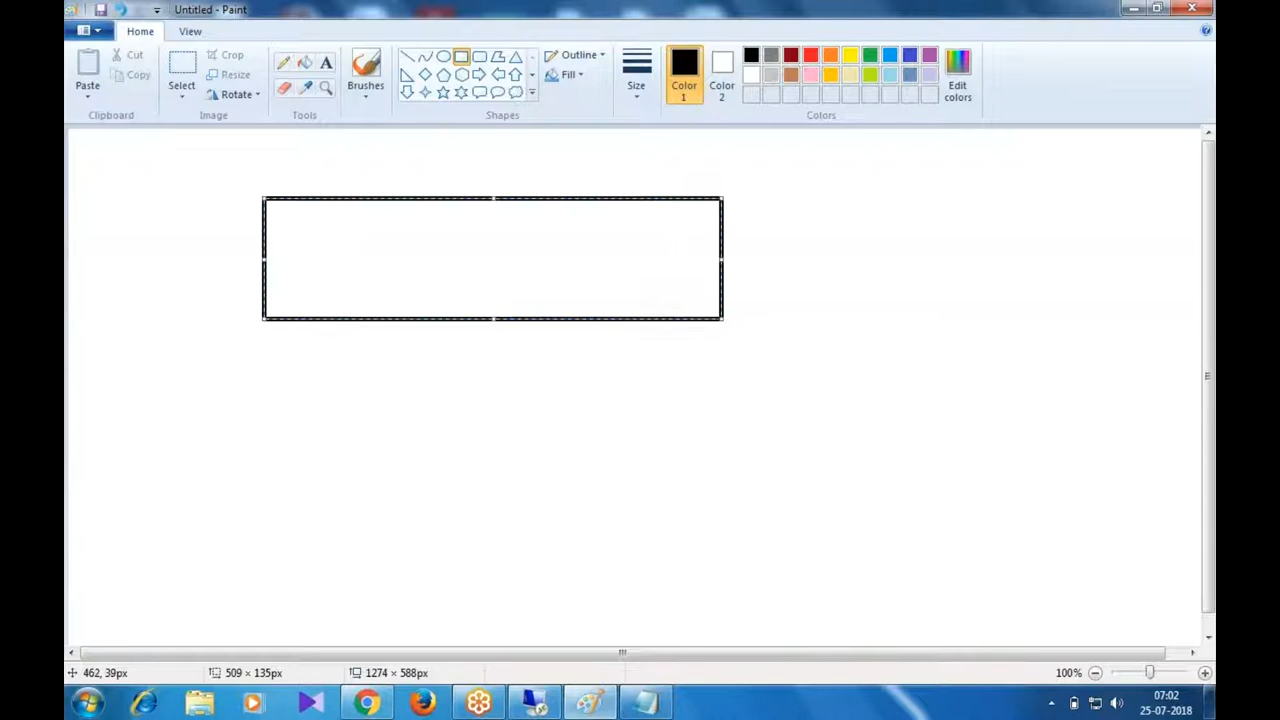 Untitled - Paint
Home
View
Paste
Cut
Copy
Clipboard
Select
Crop
Resize
Rotate
Image
Tools
Brushes
Shapes
Outline
Fill
Size
Color 1
Color 2
Edit colors
Colors
462, 39px
509 × 135px
1274 × 588px
100%
07:02
25-07-2018